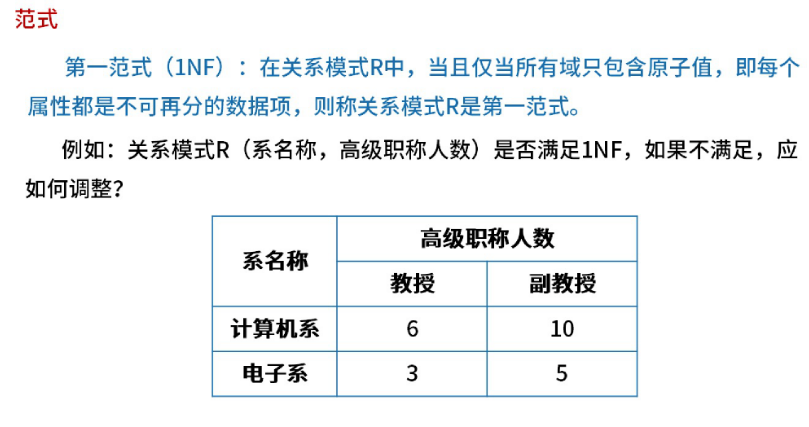 范式
第一范式（1NF）：在关系模式R中，当且仅当所有域只包含原子值，即每个
属性都是不可再分的数据项，则称关系模式R是第一范式。
例如：关系模式R（系名称，高级职称人数）是否满足1NF，如果不满足，应
如何调整？
系名称 高级职称人数
教授 副教授
计算机系 6 10
电子系 3 5